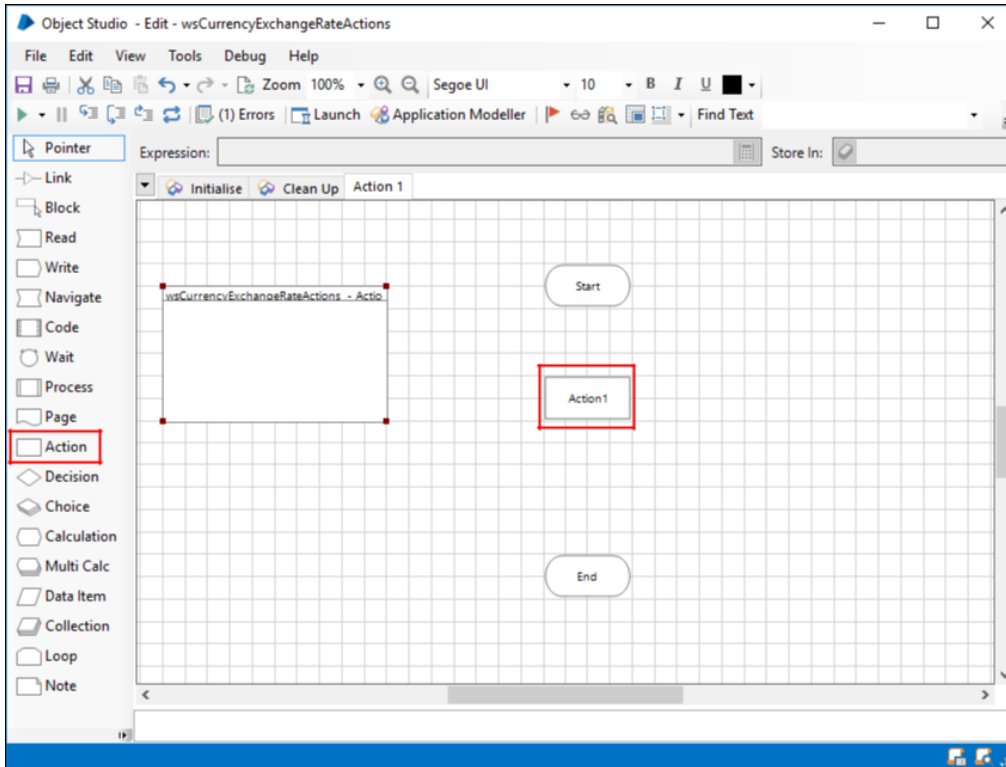 Object Studio - Edit - wsCurrencyExchangeRateActions
File Edit View Tools Debug Help
Zoom 100% Segoe UI 10 B I U
(1) Errors Launch Application Modeller Find Text
Pointer
Expression: Store In:
Link
Initialise Clean Up Action 1
Block
Read
Write
Navigate
Code
Wait
Process
Page
Action
Decision
Choice
Calculation
Multi Calc
Data Item
Collection
Loop
Note
wsCurrencyExchangeRateActions - Actio
Start
Action1
End